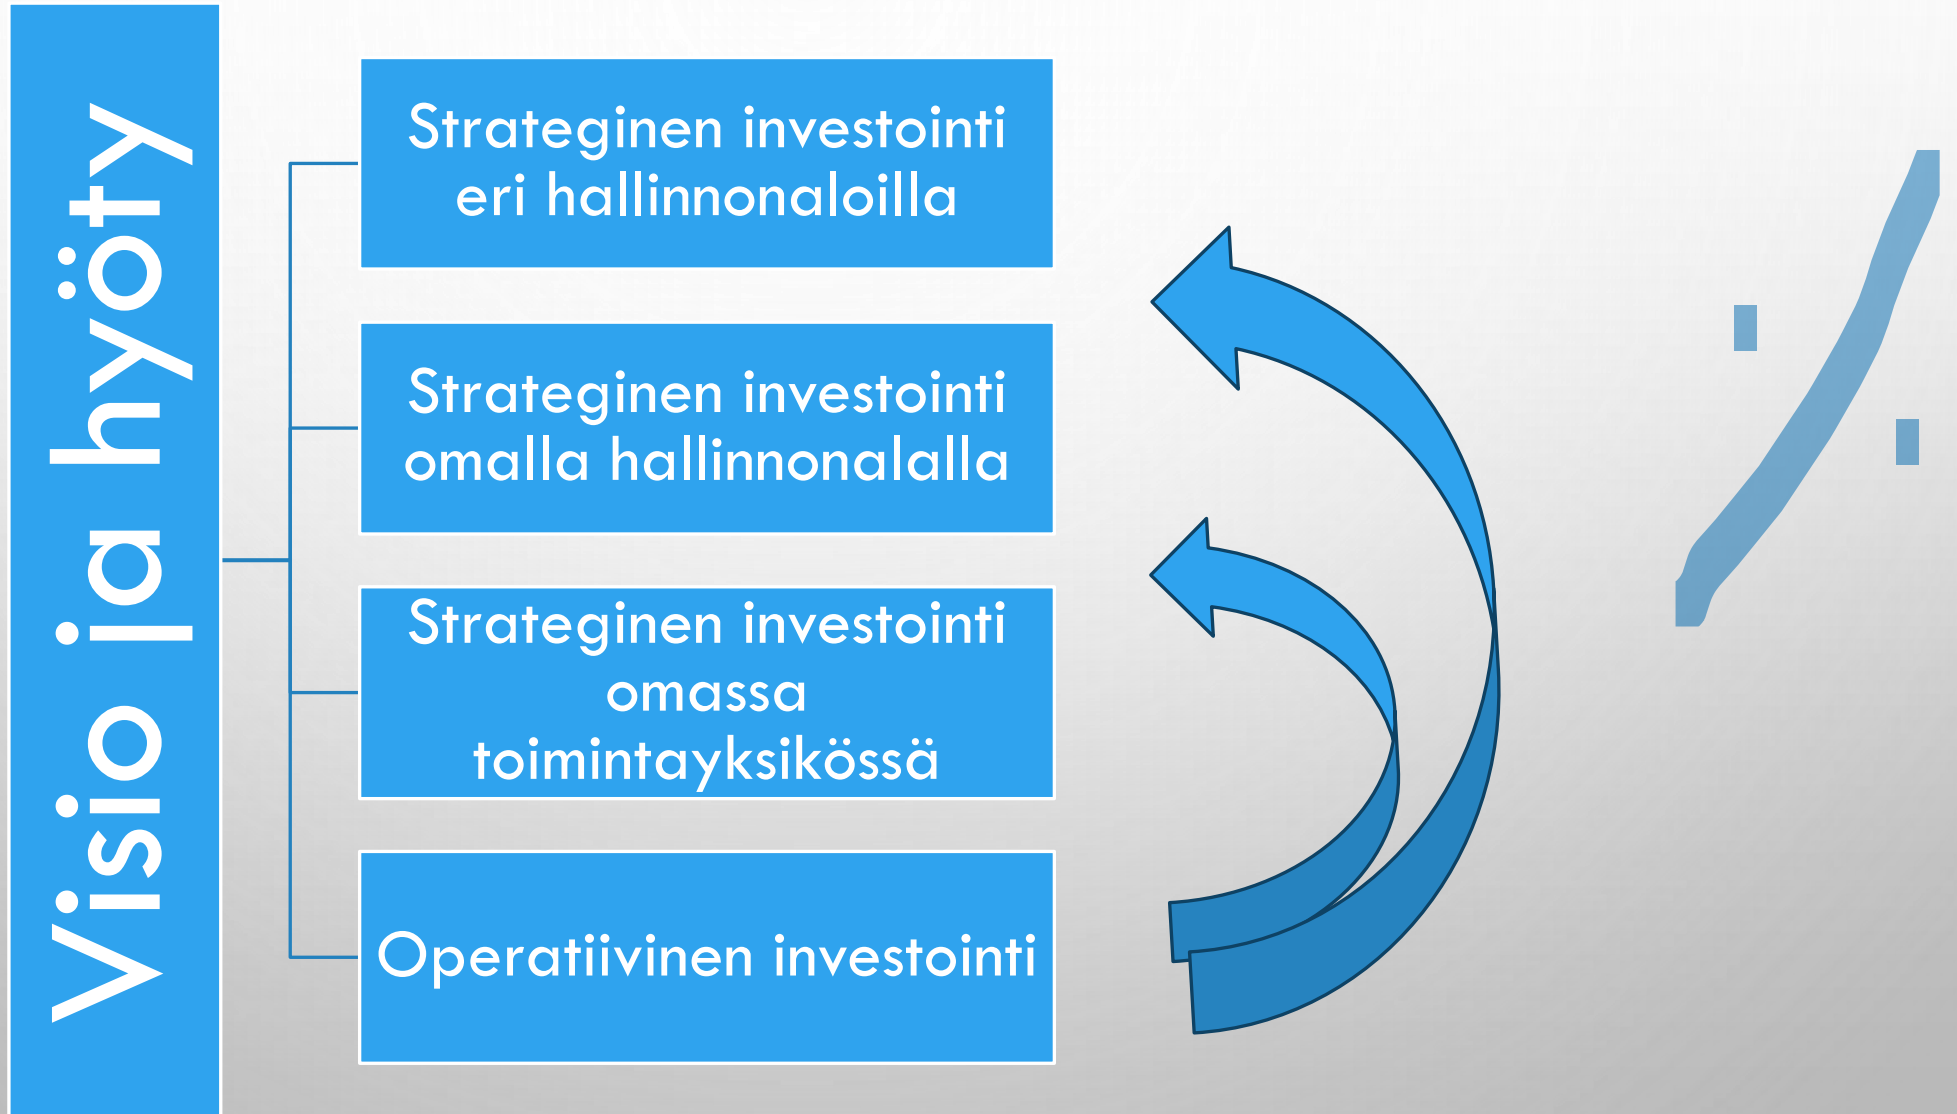 Visio ja hyöty
Strateginen investointi
eri hallinnonaloilla
Strateginen investointi
omalla hallinnonalalla
Strateginen investointi
omassa
toimintayksikössä
Operatiivinen investointi